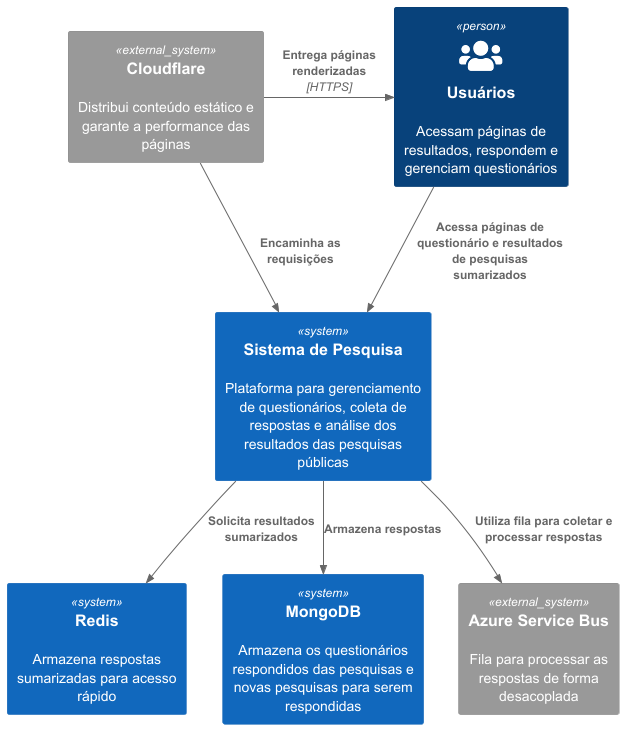 «external_system»
Cloudflare
Distribui conteúdo estático e
garante a performance das
páginas
Entrega páginas
renderizadas
[HTTPS]
«person»
Usuários
Acessam páginas de
resultados, respondem e
gerenciam questionários
Encaminha as
requisições
Acessa páginas de
questionário e resultados
de pesquisas
sumarizados
«system»
Sistema de Pesquisa
Plataforma para gerenciamento
de questionários, coleta de
respostas e análise dos
resultados das pesquisas
públicas
Solicita resultados
sumarizados
Armazena respostas
Utiliza fila para coletar e
processar respostas
«system»
Redis
Armazena respostas
sumarizadas para acesso
rápido
«system»
MongoDB
Armazena os questionários
respondidos das pesquisas e
novas pesquisas para serem
respondidas
«external_system»
Azure Service Bus
Fila para processar as
respostas de forma
desacoplada